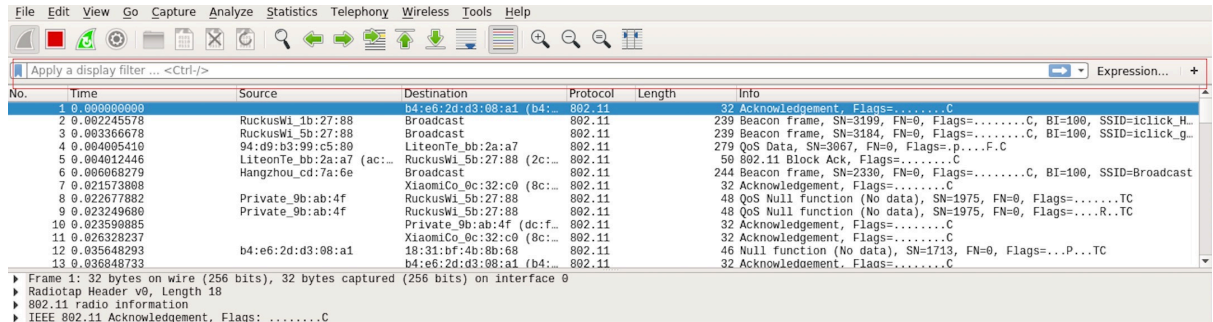 File Edit View Go Capture Analyze Statistics Telephony Wireless Tools Help
Apply a display filter ... <Ctrl-/> Expression... +
No. Time Source Destination Protocol Length Info
1 0.000000000 b4:e6:2d:d3:08:a1 (b4:… 802.11 32 Acknowledgement, Flags=........C
2 0.002245578 RuckusWi_1b:27:88 Broadcast 802.11 239 Beacon frame, SN=3199, FN=0, Flags=........C, BI=100, SSID=iclick_H…
3 0.003366678 RuckusWi_5b:27:88 Broadcast 802.11 239 Beacon frame, SN=3184, FN=0, Flags=........C, BI=100, SSID=iclick_g…
4 0.004005410 94:d9:b3:99:c5:80 LiteonTe_bb:2a:a7 802.11 279 QoS Data, SN=3067, FN=0, Flags=.p....F.C
5 0.004012446 LiteonTe_bb:2a:a7 (ac:… RuckusWi_5b:27:88 (2c:… 802.11 50 802.11 Block Ack, Flags=........C
6 0.006068279 Hangzhou_cd:7a:6e Broadcast 802.11 244 Beacon frame, SN=2330, FN=0, Flags=........C, BI=100, SSID=Broadcast
7 0.021573808 XiaomiCo_0c:32:c0 (8c:… 802.11 32 Acknowledgement, Flags=........C
8 0.022677882 Private_9b:ab:4f RuckusWi_5b:27:88 802.11 48 QoS Null function (No data), SN=1975, FN=0, Flags=.......TC
9 0.023249680 Private_9b:ab:4f RuckusWi_5b:27:88 802.11 48 QoS Null function (No data), SN=1975, FN=0, Flags=....R..TC
10 0.023590885 Private_9b:ab:4f (dc:f… 802.11 32 Acknowledgement, Flags=........C
11 0.026328237 XiaomiCo_0c:32:c0 (8c:… 802.11 32 Acknowledgement, Flags=........C
12 0.035648293 b4:e6:2d:d3:08:a1 18:31:bf:4b:8b:68 802.11 46 Null function (No data), SN=1713, FN=0, Flags=...P...TC
13 0.036848733 b4:e6:2d:d3:08:a1 (b4:… 802.11 32 Acknowledgement, Flags=........C
Frame 1: 32 bytes on wire (256 bits), 32 bytes captured (256 bits) on interface 0
Radiotap Header v0, Length 18
802.11 radio information
IEEE 802.11 Acknowledgement, Flags: ........C